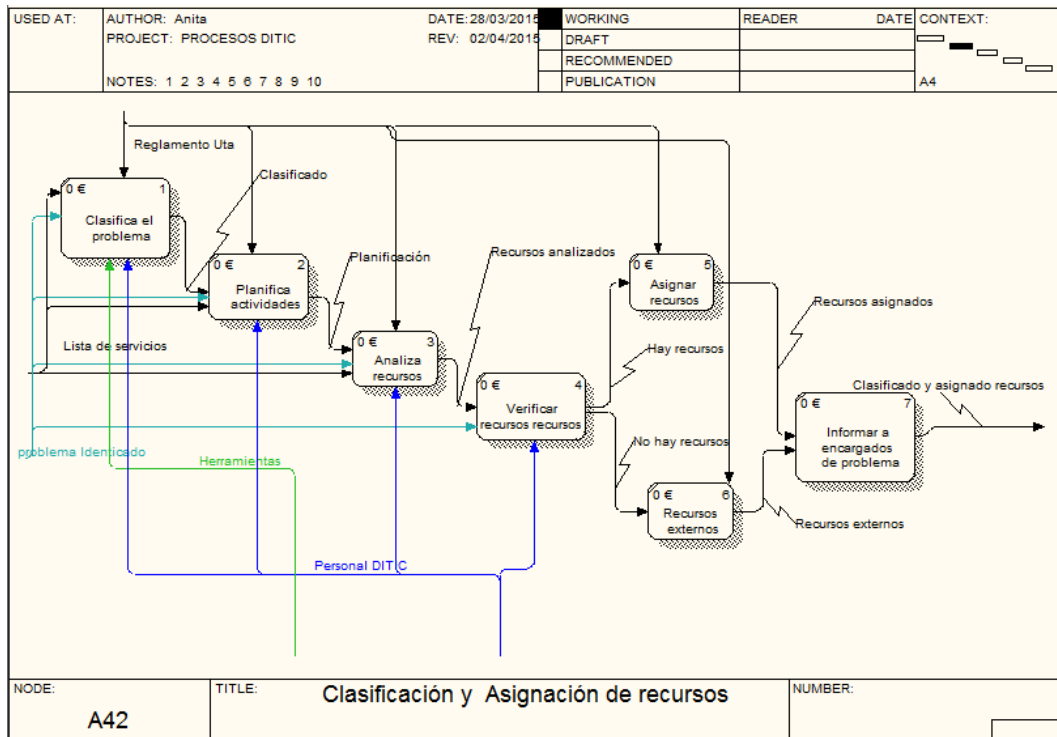 USED AT:
AUTHOR: Anita
DATE: 28/03/2015
WORKING
READER
DATE
CONTEXT:
PROJECT: PROCESOS DITIC
REV: 02/04/2015
DRAFT
RECOMMENDED
NOTES: 1 2 3 4 5 6 7 8 9 10
PUBLICATION
A4
Reglamento Uta
Clasificado
0 € 1
Clasifica el
problema
Planificación
Recursos analizados
0 € 2
Planifica
actividades
0 € 5
Asignar
recursos
Recursos asignados
Lista de servicios
0 € 3
Analiza
recursos
Hay recursos
0 € 4
Verificar
recursos recursos
Clasificado y asignado recursos
0 € 7
Informar a
encargados
de problema
problema Identicado
Herramientas
No hay recursos
0 € 6
Recursos
externos
Recursos externos
Personal DITIC
NODE:
A42
TITLE:
Clasificación y Asignación de recursos
NUMBER: